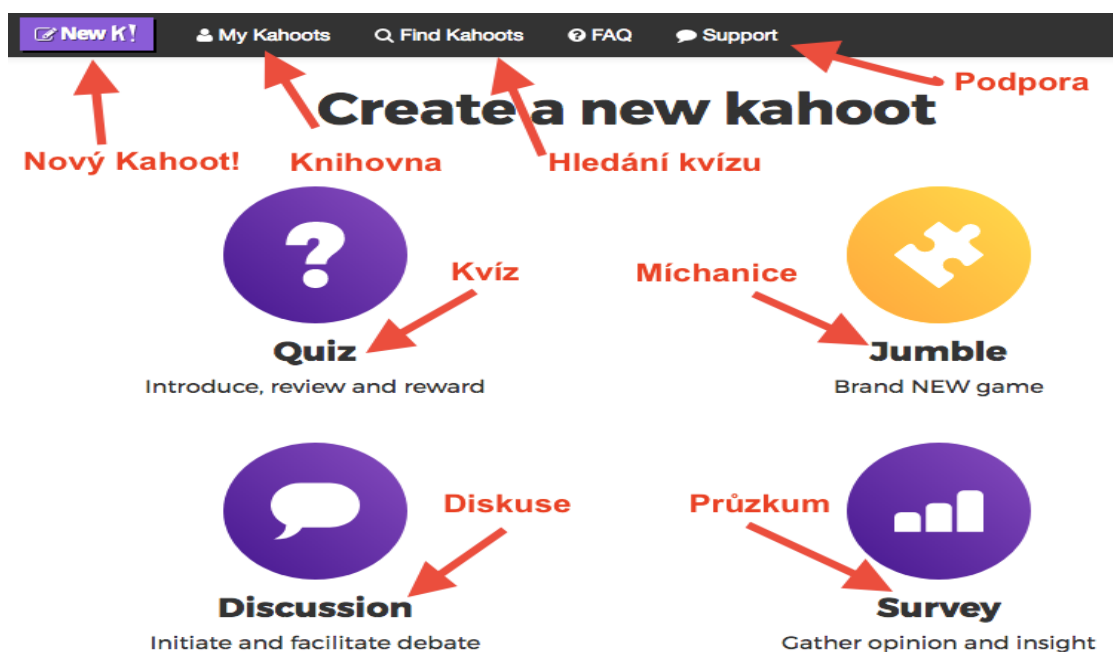 New K! My Kahoots Find Kahoots FAQ Support
Podpora
Create a new kahoot
Nový Kahoot! Knihovna Hledání kvízu
Kvíz Míchanice
Quiz Jumble
Introduce, review and reward Brand NEW game
Diskuse Průzkum
Discussion Survey
Initiate and facilitate debate Gather opinion and insight